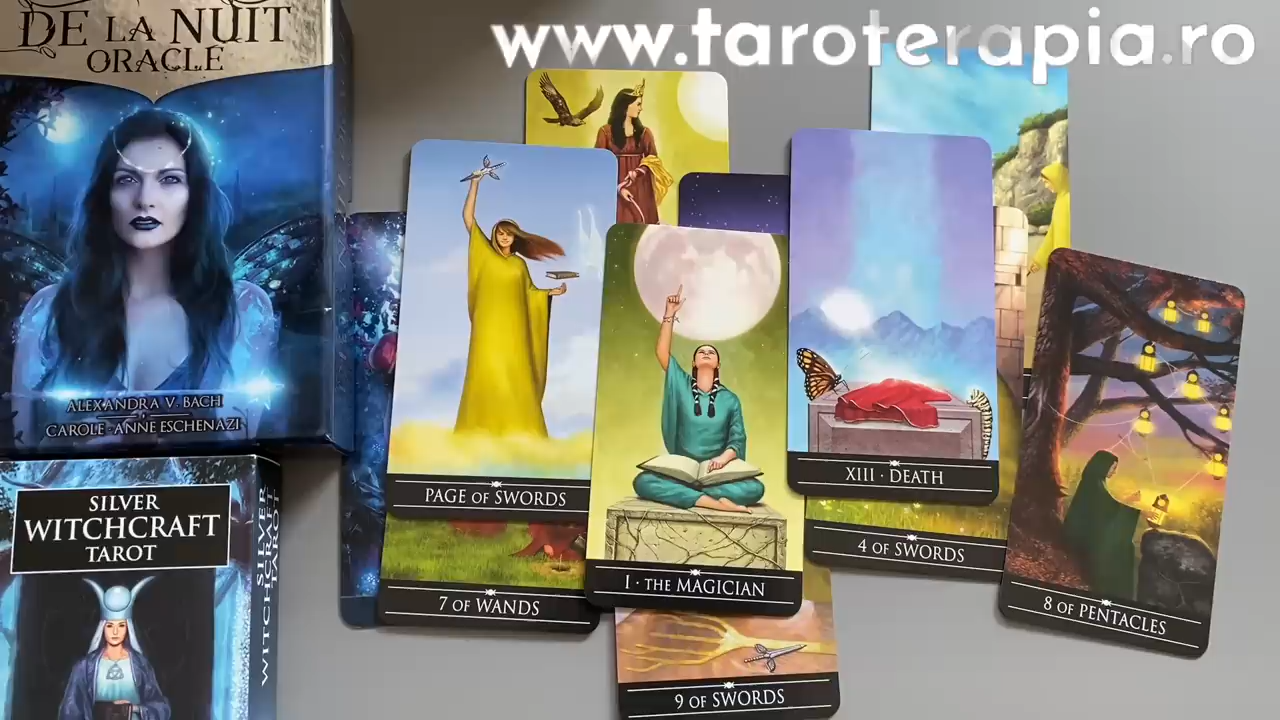 www.taroterapia.ro
DE LA NUIT
ORACLE
ALEXANDRA V. BACH
CAROLE-ANNE ESCHENAZI
SILVER
WITCHCRAFT
TAROT
SILVER
WITCHCRAFT
TAROT
PAGE OF SWORDS
7 OF WANDS
I · THE MAGICIAN
9 OF SWORDS
XIII · DEATH
4 OF SWORDS
8 OF PENTACLES